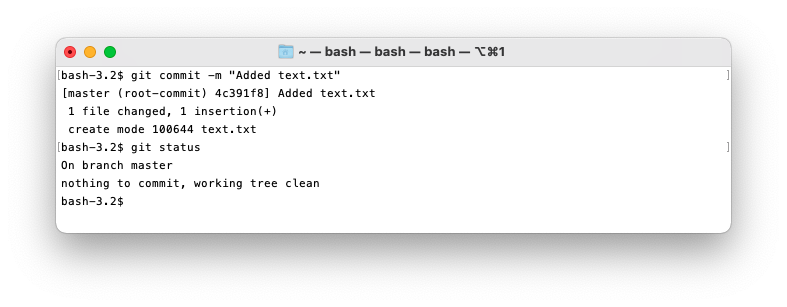 ~ — bash — bash — bash — ⌥⌘1
[bash-3.2$ git commit -m "Added text.txt" ]
[master (root-commit) 4c391f8] Added text.txt
 1 file changed, 1 insertion(+)
 create mode 100644 text.txt
[bash-3.2$ git status ]
On branch master
nothing to commit, working tree clean
bash-3.2$